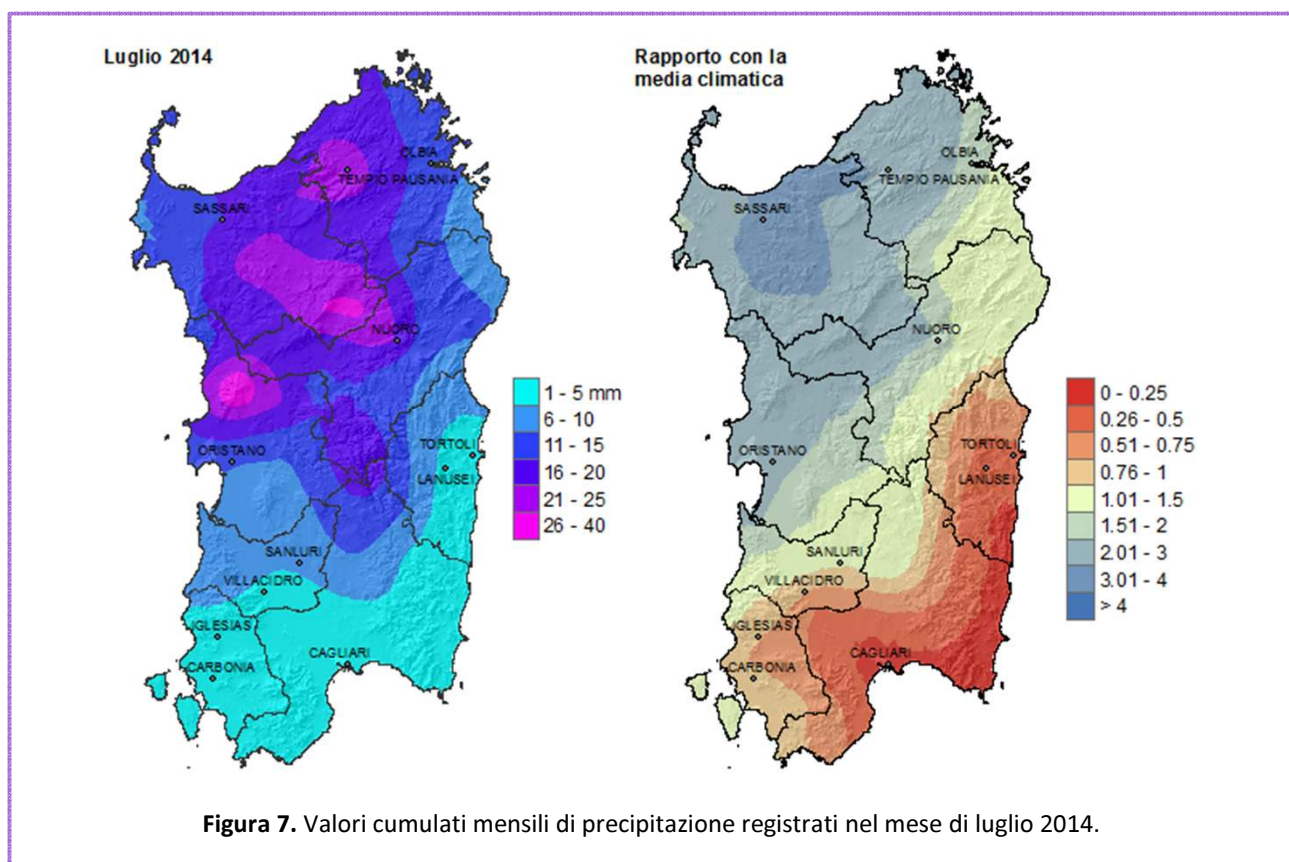 Luglio 2014
OLBIA
TEMPIO PAUSANIA
SASSARI
NUORO
ORISTANO
TORTOLI
LANUSEI
SANLURI
VILLACIDRO
IGLESIAS
CARBONIA
CAGLIARI
1 - 5 mm
6 - 10
11 - 15
16 - 20
21 - 25
26 - 40
Rapporto con la
media climatica
OLBIA
TEMPIO PAUSANIA
SASSARI
NUORO
ORISTANO
TORTOLI
LANUSEI
SANLURI
VILLACIDRO
IGLESIAS
CARBONIA
CAGLIARI
0 - 0.25
0.26 - 0.5
0.51 - 0.75
0.76 - 1
1.01 - 1.5
1.51 - 2
2.01 - 3
3.01 - 4
> 4
Figura 7. Valori cumulati mensili di precipitazione registrati nel mese di luglio 2014.